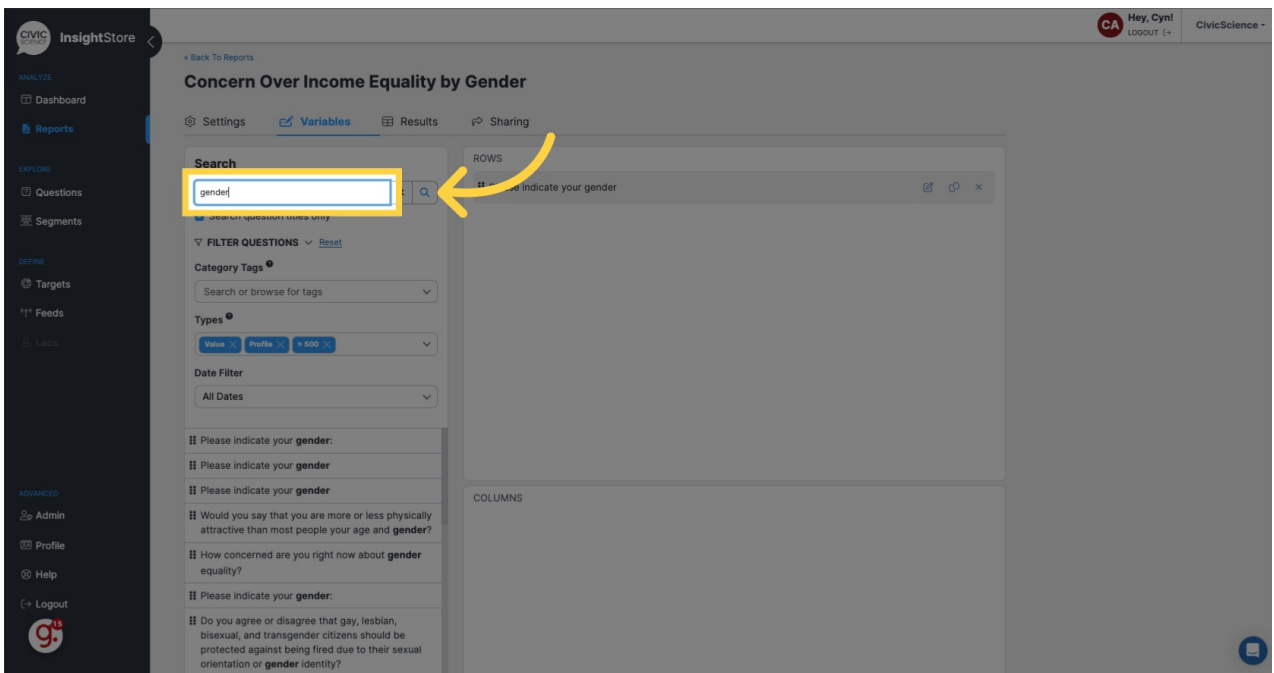 CIVIC
SCIENCE
InsightStore
Hey, Cyn!
CA
LOGOUT
CivicScience
ANALYZE
Dashboard
Reports
EXPLORE
Questions
Segments
DEFINE
Targets
Feeds
Labs
ADVANCED
Admin
Profile
Help
Logout
g.
15
« Back To Reports
Concern Over Income Equality by Gender
Settings
Variables
Results
Sharing
Search
gender
Search question titles only
FILTER QUESTIONS
Reset
Category Tags
Search or browse for tags
Types
Value
Profile
> 500
Date Filter
All Dates
Please indicate your gender:
Please indicate your gender
Please indicate your gender
Would you say that you are more or less physically
attractive than most people your age and gender?
How concerned are you right now about gender
equality?
Please indicate your gender:
Do you agree or disagree that gay, lesbian,
bisexual, and transgender citizens should be
protected against being fired due to their sexual
orientation or gender identity?
ROWS
Please indicate your gender
COLUMNS